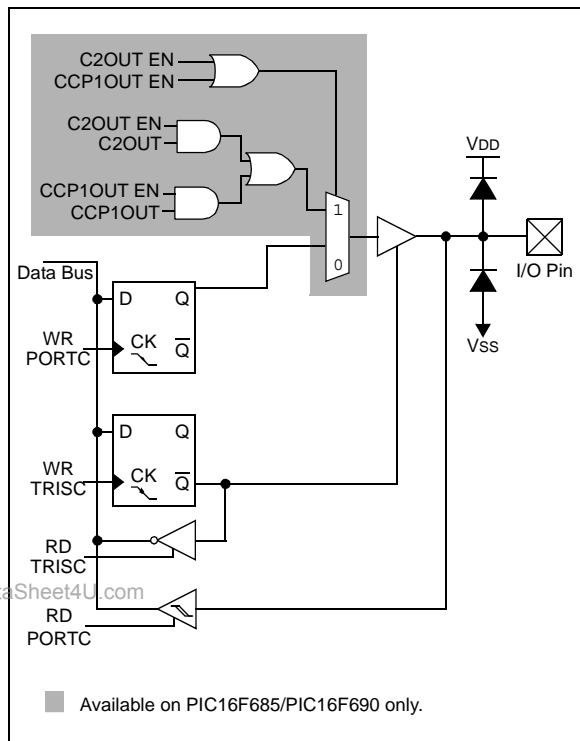 C2OUT EN
CCP1OUT EN
C2OUT EN
C2OUT
CCP1OUT EN
CCP1OUT
VDD
1
0
I/O Pin
VSS
Data Bus
D Q
WR
PORTC
CK Q
D Q
WR
TRISC
CK Q
RD
TRISC
aSheet4U.com
RD
PORTC
Available on PIC16F685/PIC16F690 only.